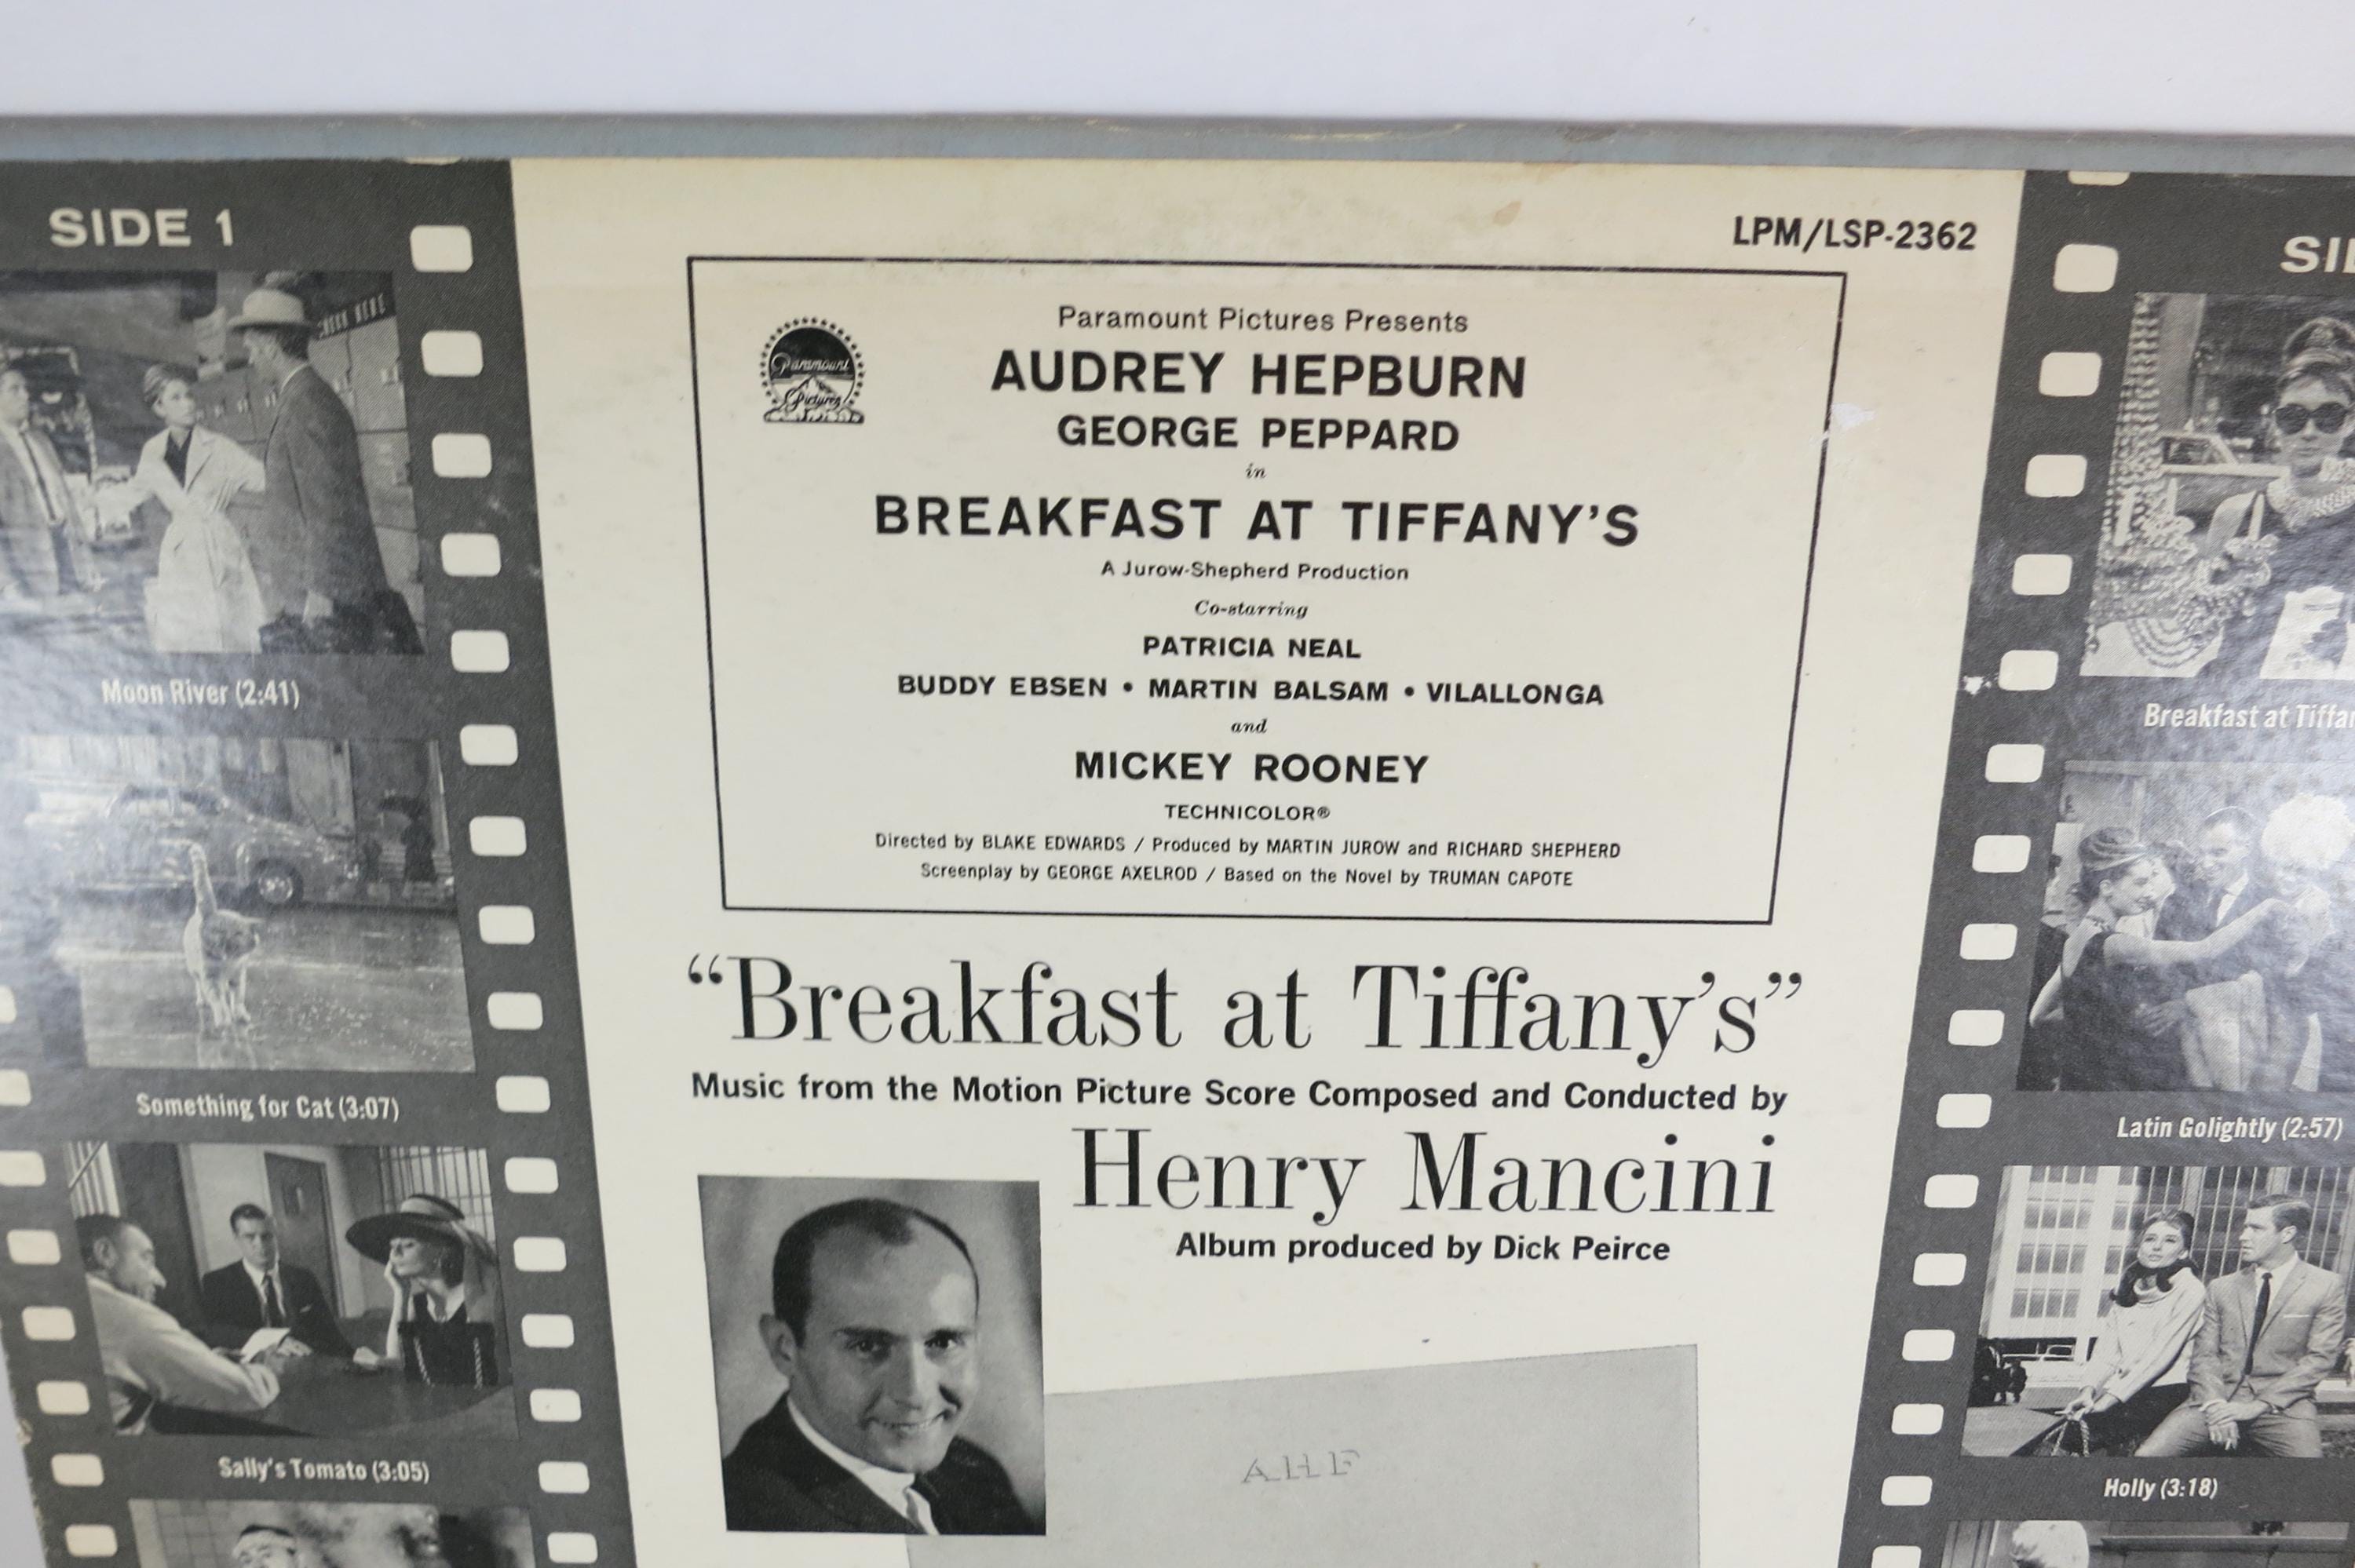 SIDE 1
Moon River (2:41)
Something for Cat (3:07)
Sally's Tomato (3:05)
LPM/LSP-2362
Paramount Pictures Presents
Paramount
Pictures
AUDREY HEPBURN
GEORGE PEPPARD
in
BREAKFAST AT TIFFANY'S
A Jurow-Shepherd Production
Co-starring
PATRICIA NEAL
BUDDY EBSEN • MARTIN BALSAM • VILALLONGA
and
MICKEY ROONEY
TECHNICOLOR®
Directed by BLAKE EDWARDS / Produced by MARTIN JUROW and RICHARD SHEPHERD
Screenplay by GEORGE AXELROD / Based on the Novel by TRUMAN CAPOTE
“Breakfast at Tiffany's”
Music from the Motion Picture Score Composed and Conducted by
Henry Mancini
Album produced by Dick Peirce
AHF
Breakfast at
Latin Golightly (2:57)
Holly (3:18)